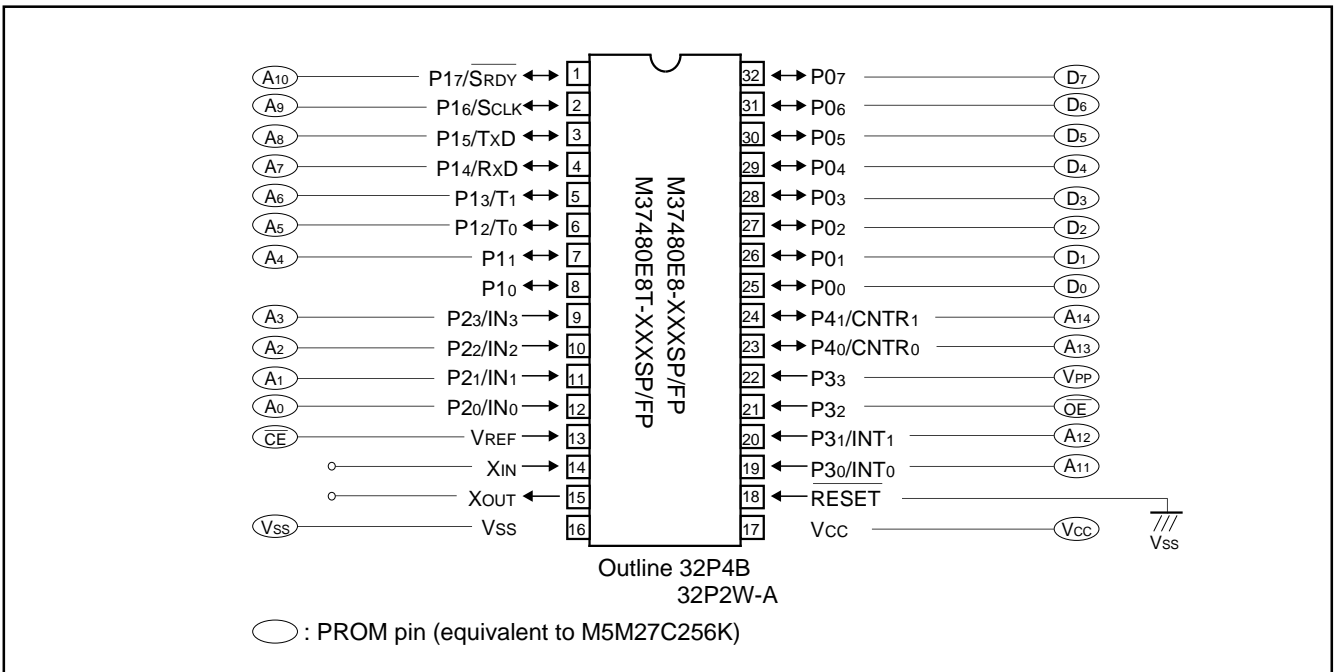 A10 P17/SRDY 1 32 P07 D7
A9 P16/SCLK 2 31 P06 D6
A8 P15/TxD 3 30 P05 D5
A7 P14/RxD 4 29 P04 D4
A6 P13/T1 5 28 P03 D3
A5 P12/T0 6 27 P02 D2
A4 P11 7 26 P01 D1
P10 8 25 P00 D0
A3 P23/IN3 9 24 P41/CNTR1 A14
A2 P22/IN2 10 23 P40/CNTR0 A13
A1 P21/IN1 11 22 P33 VPP
A0 P20/IN0 12 21 P32 OE
CE VREF 13 20 P31/INT1 A12
XIN 14 19 P30/INT0 A11
XOUT 15 18 RESET
VSS VSS 16 17 VCC VCC
VSS
M37480E8-XXXSP/FP
M37480E8T-XXXSP/FP
Outline 32P4B
32P2W-A
: PROM pin (equivalent to M5M27C256K)